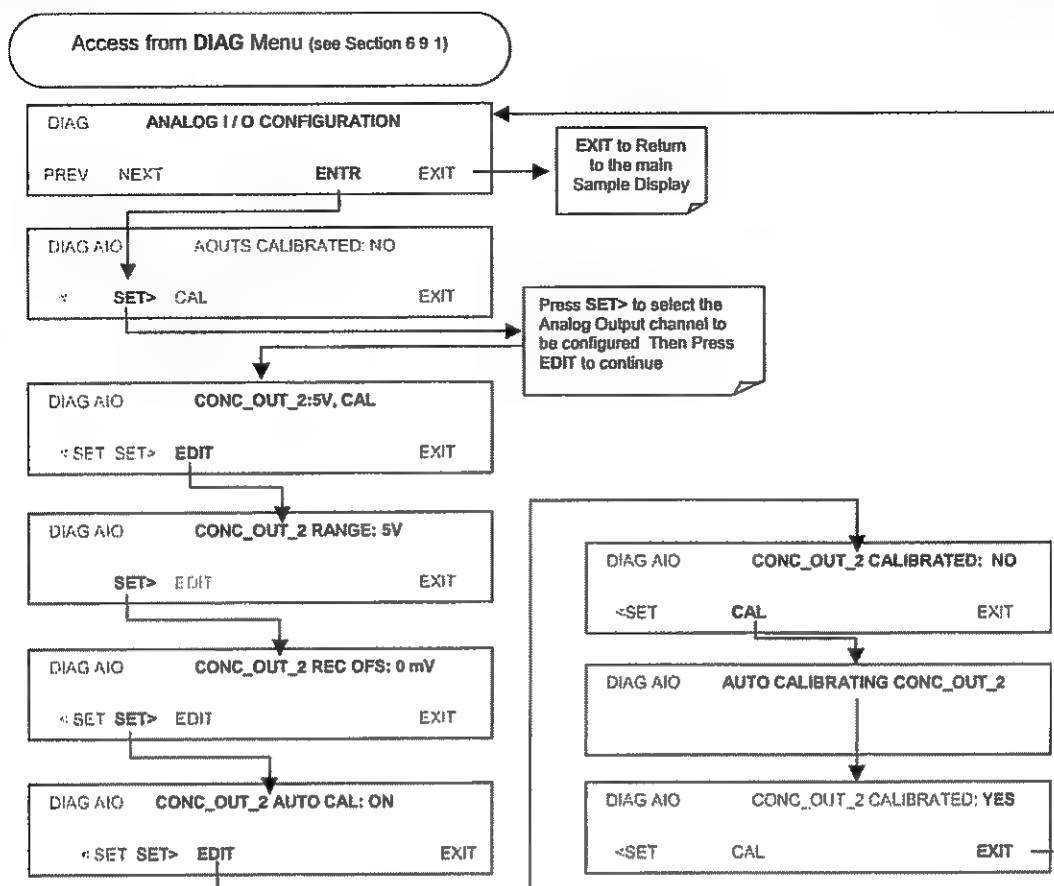 Access from DIAG Menu (see Section 6 9 1)
DIAG ANALOG I / O CONFIGURATION
PREV NEXT ENTR EXIT
EXIT to Return
to the main
Sample Display
DIAG AIO AOUTS CALIBRATED: NO
< SET> CAL EXIT
Press SET> to select the
Analog Output channel to
be configured Then Press
EDIT to continue
DIAG AIO CONC_OUT_2:5V, CAL
< SET SET> EDIT EXIT
DIAG AIO CONC_OUT_2 RANGE: 5V
SET> EDIT EXIT
DIAG AIO CONC_OUT_2 REC OFS: 0 mV
< SET SET> EDIT EXIT
DIAG AIO CONC_OUT_2 AUTO CAL: ON
< SET SET> EDIT EXIT
DIAG AIO CONC_OUT_2 CALIBRATED: NO
<SET CAL EXIT
DIAG AIO AUTO CALIBRATING CONC_OUT_2
DIAG AIO CONC_OUT_2 CALIBRATED: YES
<SET CAL EXIT